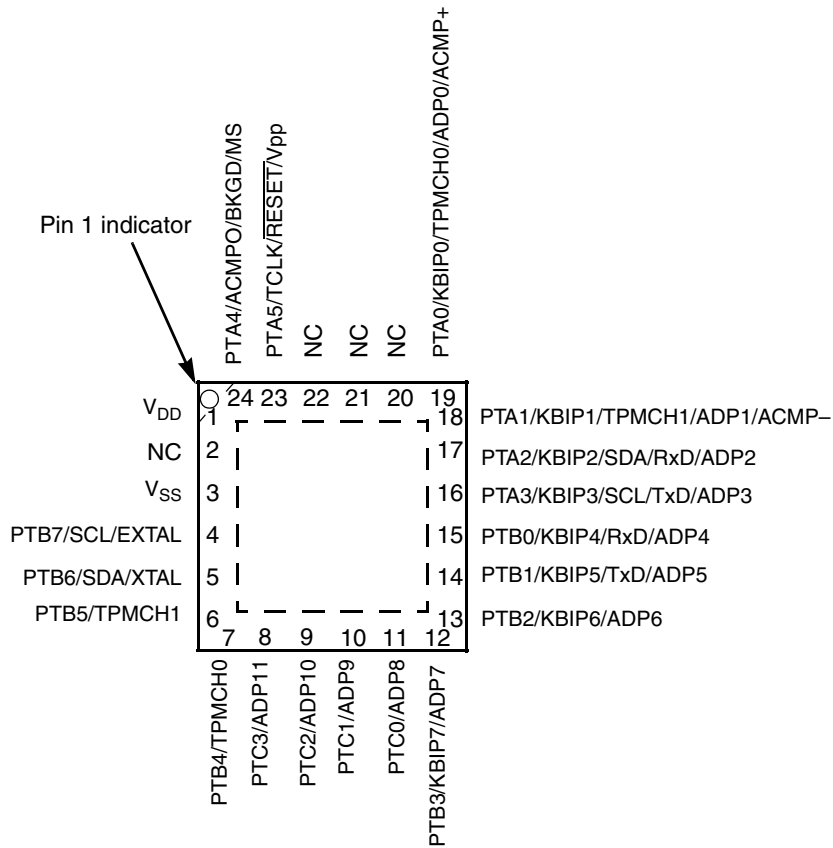 PTA4/ACMPO/BKGD/MS
PTA5/TCLK/RESET/Vpp
NC
NC
NC
PTA0/KBIP0/TPMCH0/ADP0/ACMP+
Pin 1 indicator
24 23 22 21 20 19
VDD 1
18 PTA1/KBIP1/TPMCH1/ADP1/ACMP–
NC 2
17 PTA2/KBIP2/SDA/RxD/ADP2
VSS 3
16 PTA3/KBIP3/SCL/TxD/ADP3
PTB7/SCL/EXTAL 4
15 PTB0/KBIP4/RxD/ADP4
PTB6/SDA/XTAL 5
14 PTB1/KBIP5/TxD/ADP5
PTB5/TPMCH1 6
13 PTB2/KBIP6/ADP6
7 8 9 10 11 12
PTB4/TPMCH0
PTC3/ADP11
PTC2/ADP10
PTC1/ADP9
PTC0/ADP8
PTB3/KBIP7/ADP7